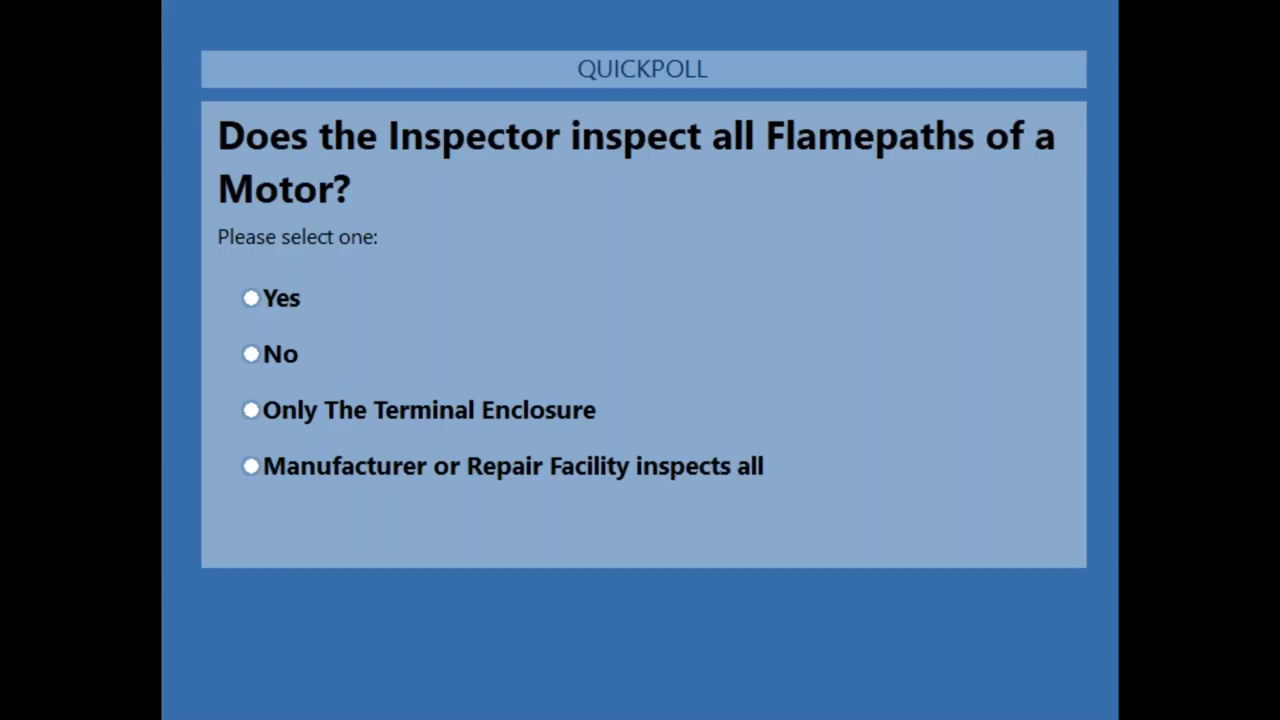 QUICKPOLL
Does the Inspector inspect all Flamepaths of a
Motor?
Please select one:
Yes
No
Only The Terminal Enclosure
Manufacturer or Repair Facility inspects all